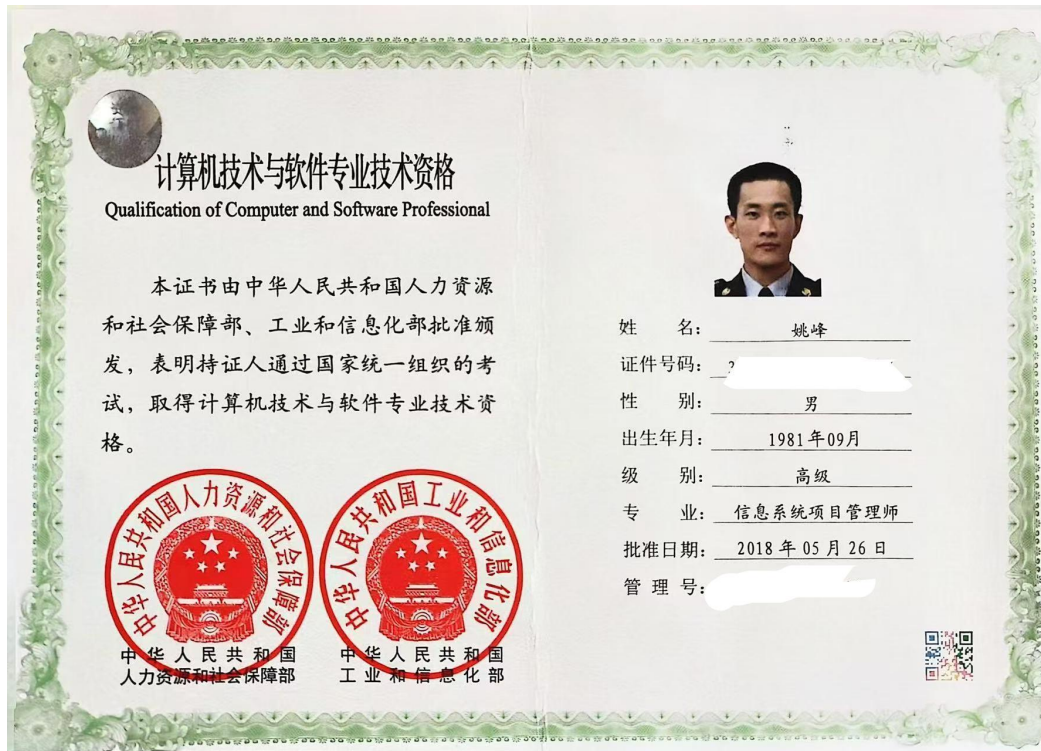 计算机技术与软件专业技术资格
Qualification of Computer and Software Professional
本证书由中华人民共和国人力资源
和社会保障部、工业和信息化部批准颁
发，表明持证人通过国家统一组织的考
试，取得计算机技术与软件专业技术资
格。
中华人民共和国人力资源和社会保障部
中华人民共和国工业和信息化部
中华人民共和国
人力资源和社会保障部
中华人民共和国
工业和信息化部
姓 名： 姚峰
证件号码：
性 别： 男
出生年月： 1981年09月
级 别： 高级
专 业： 信息系统项目管理师
批准日期： 2018 年 05 月 26 日
管 理 号：